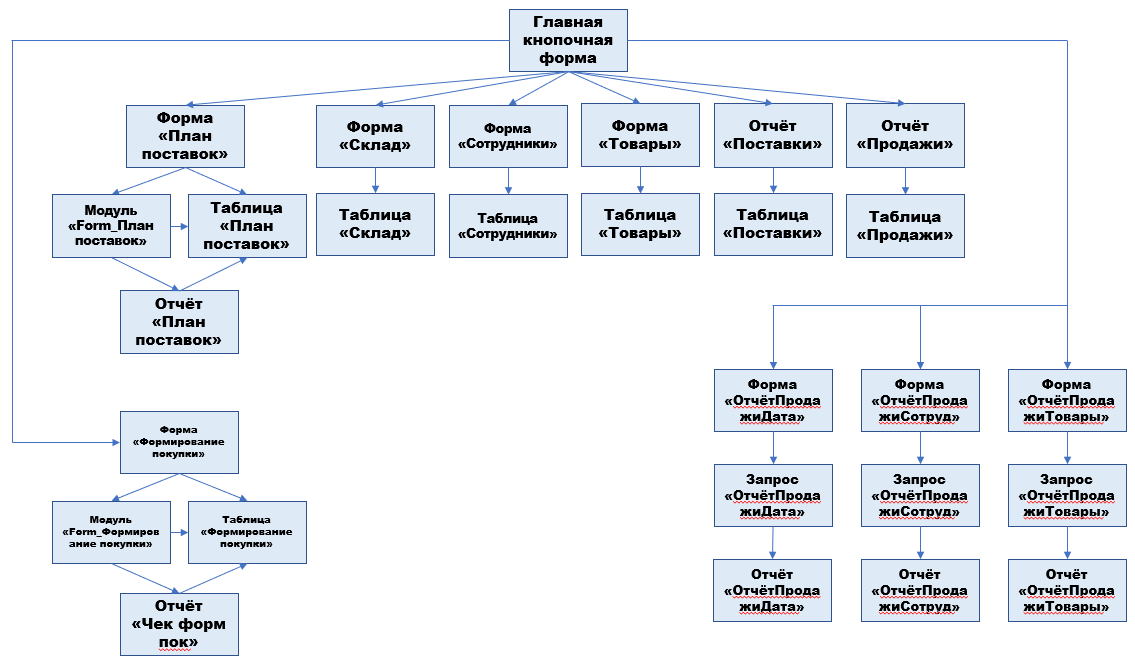 Главная
кнопочная
форма
Форма
«План
поставок»
Форма
«Склад»
Форма
«Сотрудники»
Форма
«Товары»
Отчёт
«Поставки»
Отчёт
«Продажи»
Модуль
«Form_План
поставок»
Таблица
«План
поставок»
Таблица
«Склад»
Таблица
«Сотрудники»
Таблица
«Товары»
Таблица
«Поставки»
Таблица
«Продажи»
Отчёт
«План
поставок»
Форма
«ОтчётПрода
жиДата»
Форма
«ОтчётПрода
жиСотруд»
Форма
«ОтчётПрода
жиТовары»
Форма
«Формирование
покупки»
Запрос
«ОтчётПрода
жиДата»
Запрос
«ОтчётПрода
жиСотруд»
Запрос
«ОтчётПрода
жиТовары»
Модуль
«Form_Формиров
ание покупки»
Таблица
«Формирование
покупки»
Отчёт
«ОтчётПрода
жиДата»
Отчёт
«ОтчётПрода
жиСотруд»
Отчёт
«ОтчётПрода
жиТовары»
Отчёт
«Чек форм
пок»